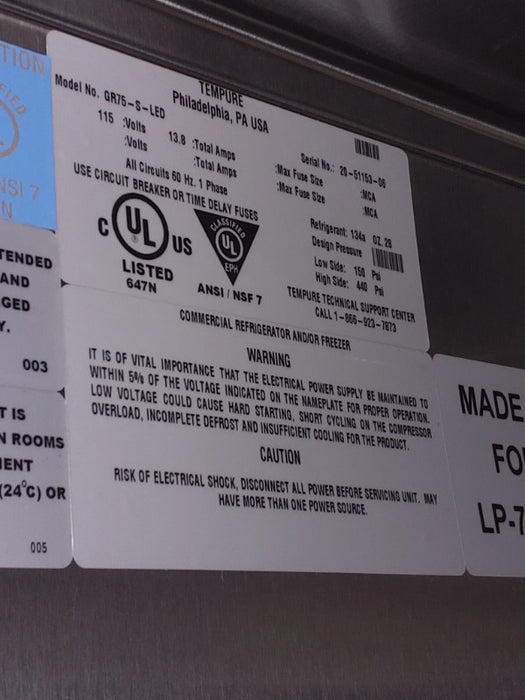 TION
SIFIED
NSI 7
N
TEMPURE
Philadelphia, PA USA
Model No. GR75-S-LED
115 :Volts 13.8 :Total Amps
:Volts :Total Amps
All Circuits 60 Hz. 1 Phase
USE CIRCUIT BREAKER OR TIME DELAY FUSES
Serial No.: 20-51153-06
:Max Fuse Size :MCA
:Max Fuse Size :MCA
C UL US
LISTED
647N
CLASSIFIED
UL
EPH
ANSI / NSF 7
Refrigerant: 134a OZ. 28
Design Pressure
Low Side: 150 Psi
High Side: 440 Psi
TEMPURE TECHNICAL SUPPORT CENTER
CALL 1-866-923-7873
COMMERCIAL REFRIGERATOR AND/OR FREEZER
WARNING
IT IS OF VITAL IMPORTANCE THAT THE ELECTRICAL POWER SUPPLY BE MAINTAINED TO
WITHIN 5% OF THE VOLTAGE INDICATED ON THE NAMEPLATE FOR PROPER OPERATION.
LOW VOLTAGE COULD CAUSE HARD STARTING, SHORT CYCLING ON THE COMPRESSOR
OVERLOAD, INCOMPLETE DEFROST AND INSUFFICIENT COOLING FOR THE PRODUCT.
CAUTION
RISK OF ELECTRICAL SHOCK, DISCONNECT ALL POWER BEFORE SERVICING UNIT. MAY
HAVE MORE THAN ONE POWER SOURCE.
TENDED
AND
GED
Y.
003
T IS
N ROOMS
MENT
(24°C) OR
005
MADE
FO
LP-7